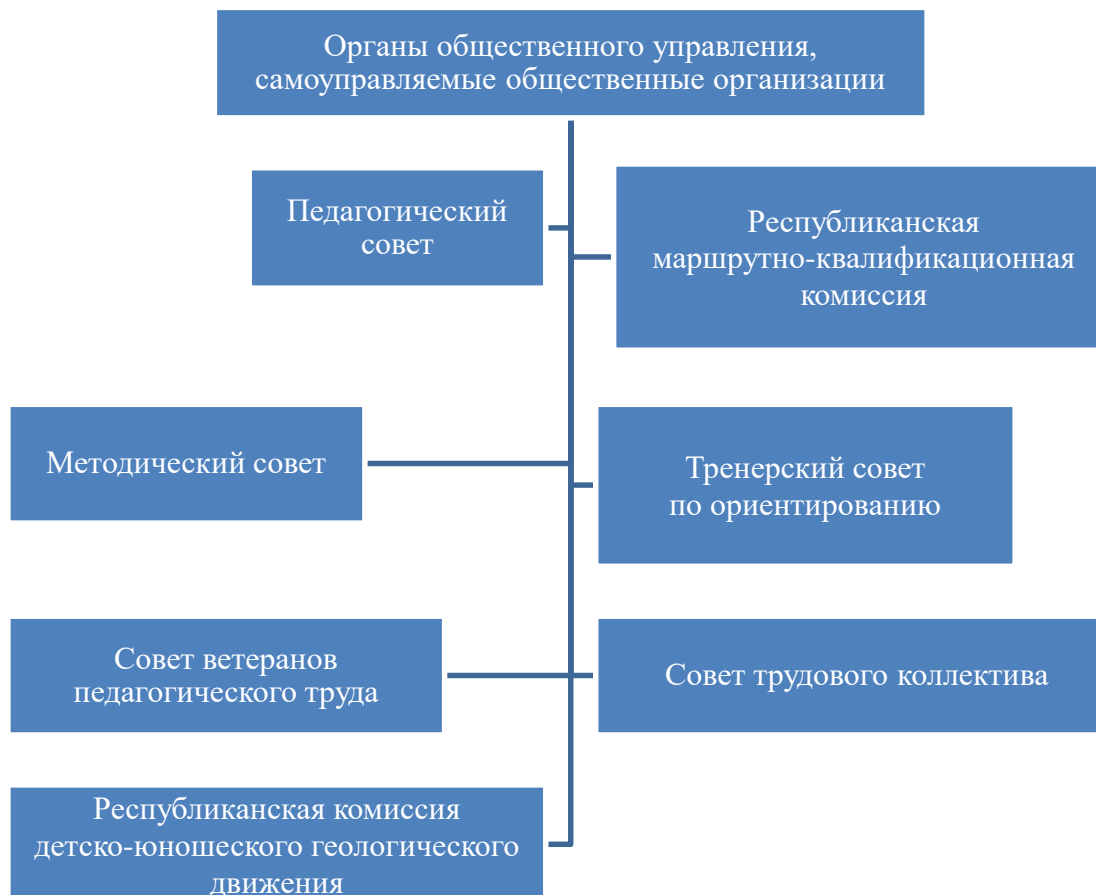 Органы общественного управления,
самоуправляемые общественные организации
Педагогический
совет
Республиканская
маршрутно-квалификационная
комиссия
Методический совет
Тренерский совет
по ориентированию
Совет ветеранов
педагогического труда
Совет трудового коллектива
Республиканская комиссия
детско-юношеского геологического
движения